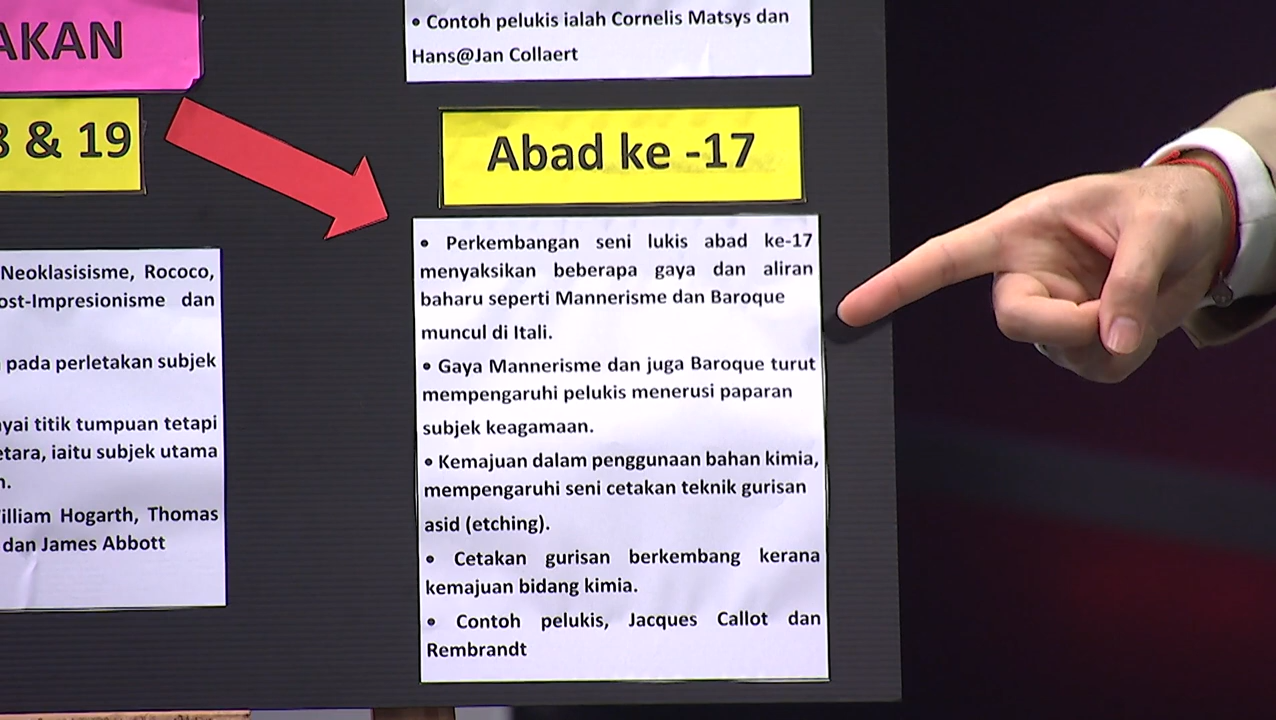 AKAN
8 & 19
Neoklasisisme, Rococo,
ost-Impresionisme dan
pada perletakan subjek
yai titik tumpuan tetapi
etara, iaitu subjek utama
n.
illiam Hogarth, Thomas
dan James Abbott
• Contoh pelukis ialah Cornelis Matsys dan
Hans@Jan Collaert
Abad ke -17
• Perkembangan seni lukis abad ke-17
menyaksikan beberapa gaya dan aliran
baharu seperti Mannerisme dan Baroque
muncul di Itali.
• Gaya Mannerisme dan juga Baroque turut
mempengaruhi pelukis menerusi paparan
subjek keagamaan.
• Kemajuan dalam penggunaan bahan kimia,
mempengaruhi seni cetakan teknik gurisan
asid (etching).
• Cetakan gurisan berkembang kerana
kemajuan bidang kimia.
• Contoh pelukis, Jacques Callot dan
Rembrandt